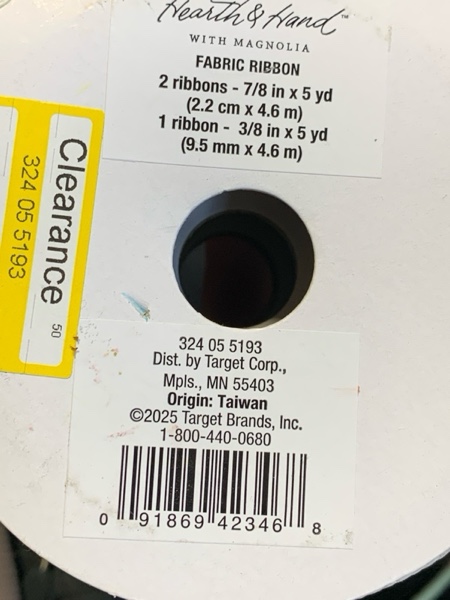 Hearth & Hand™
WITH MAGNOLIA
FABRIC RIBBON
2 ribbons - 7/8 in x 5 yd
(2.2 cm x 4.6 m)
1 ribbon - 3/8 in x 5 yd
(9.5 mm x 4.6 m)
Clearance 50
324 05 5193
324 05 5193
Dist. by Target Corp.,
Mpls., MN 55403
Origin: Taiwan
©2025 Target Brands, Inc.
1-800-440-0680
0 91869 42346 8